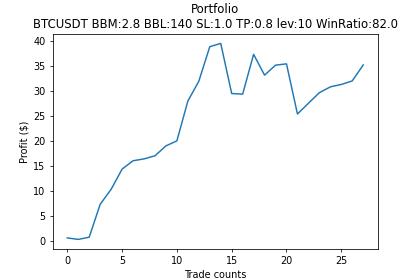 Portfolio
BTCUSDT BBM:2.8 BBL:140 SL:1.0 TP:0.8 lev:10 WinRatio:82.0
40
35
30
25
20
15
10
5
0
Profit ($)
0 5 10 15 20 25
Trade counts